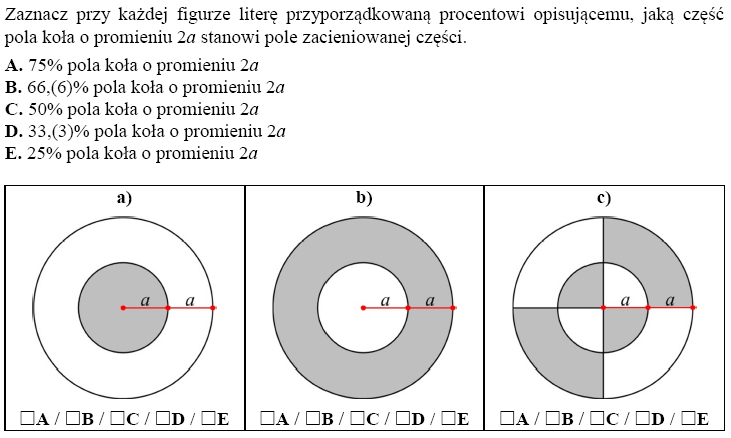 Zaznacz przy każdej figurze literę przyporządkowaną procentowi opisującemu, jaką część
pola koła o promieniu 2a stanowi pole zacieniowanej części.
A. 75% pola koła o promieniu 2a
B. 66,(6)% pola koła o promieniu 2a
C. 50% pola koła o promieniu 2a
D. 33,(3)% pola koła o promieniu 2a
E. 25% pola koła o promieniu 2a
a) b) c)
a a a a a a
□A / □B / □C / □D / □E □A / □B / □C / □D / □E □A / □B / □C / □D / □E